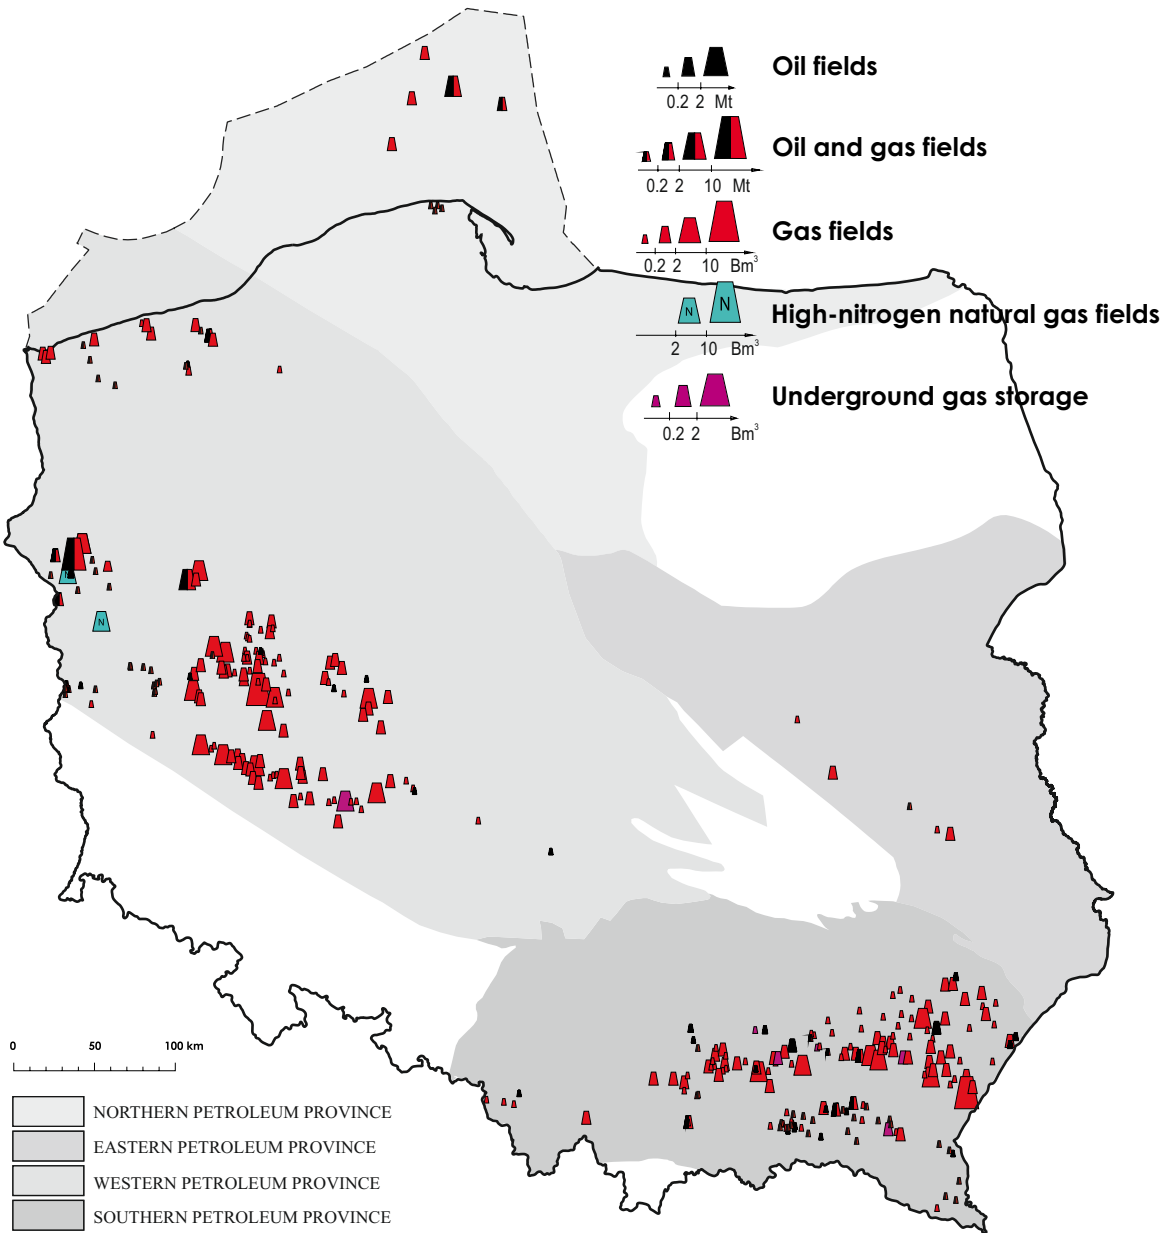 Oil fields
0.2 2 Mt
Oil and gas fields
0.2 2 10 Mt
Gas fields
0.2 2 10 Bm³
N N
High-nitrogen natural gas fields
2 10 Bm³
Underground gas storage
0.2 2 Bm³
N
N
0 50 100 km
NORTHERN PETROLEUM PROVINCE
EASTERN PETROLEUM PROVINCE
WESTERN PETROLEUM PROVINCE
SOUTHERN PETROLEUM PROVINCE